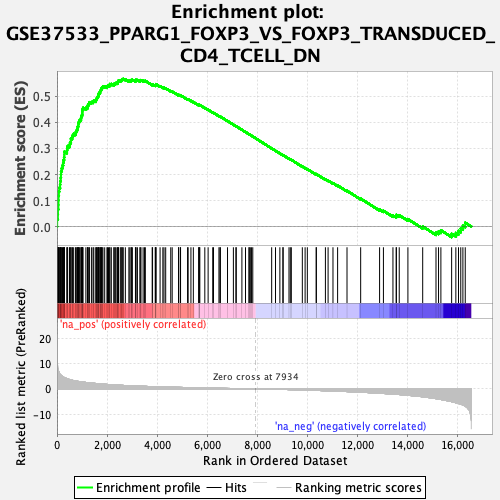 Enrichment plot:
GSE37533_PPARG1_FOXP3_VS_FOXP3_TRANSDUCED_
CD4_TCELL_DN
Enrichment score (ES)
0.5
0.4
0.3
0.2
0.1
0.0
'na_pos' (positively correlated)
Ranked list metric (PreRanked)
20
10
0
-10
Zero cross at 7934
'na_neg' (negatively correlated)
0
2,000
4,000
6,000
8,000
10,000
12,000
14,000
16,000
Rank in Ordered Dataset
Enrichment profile
Hits
Ranking metric scores